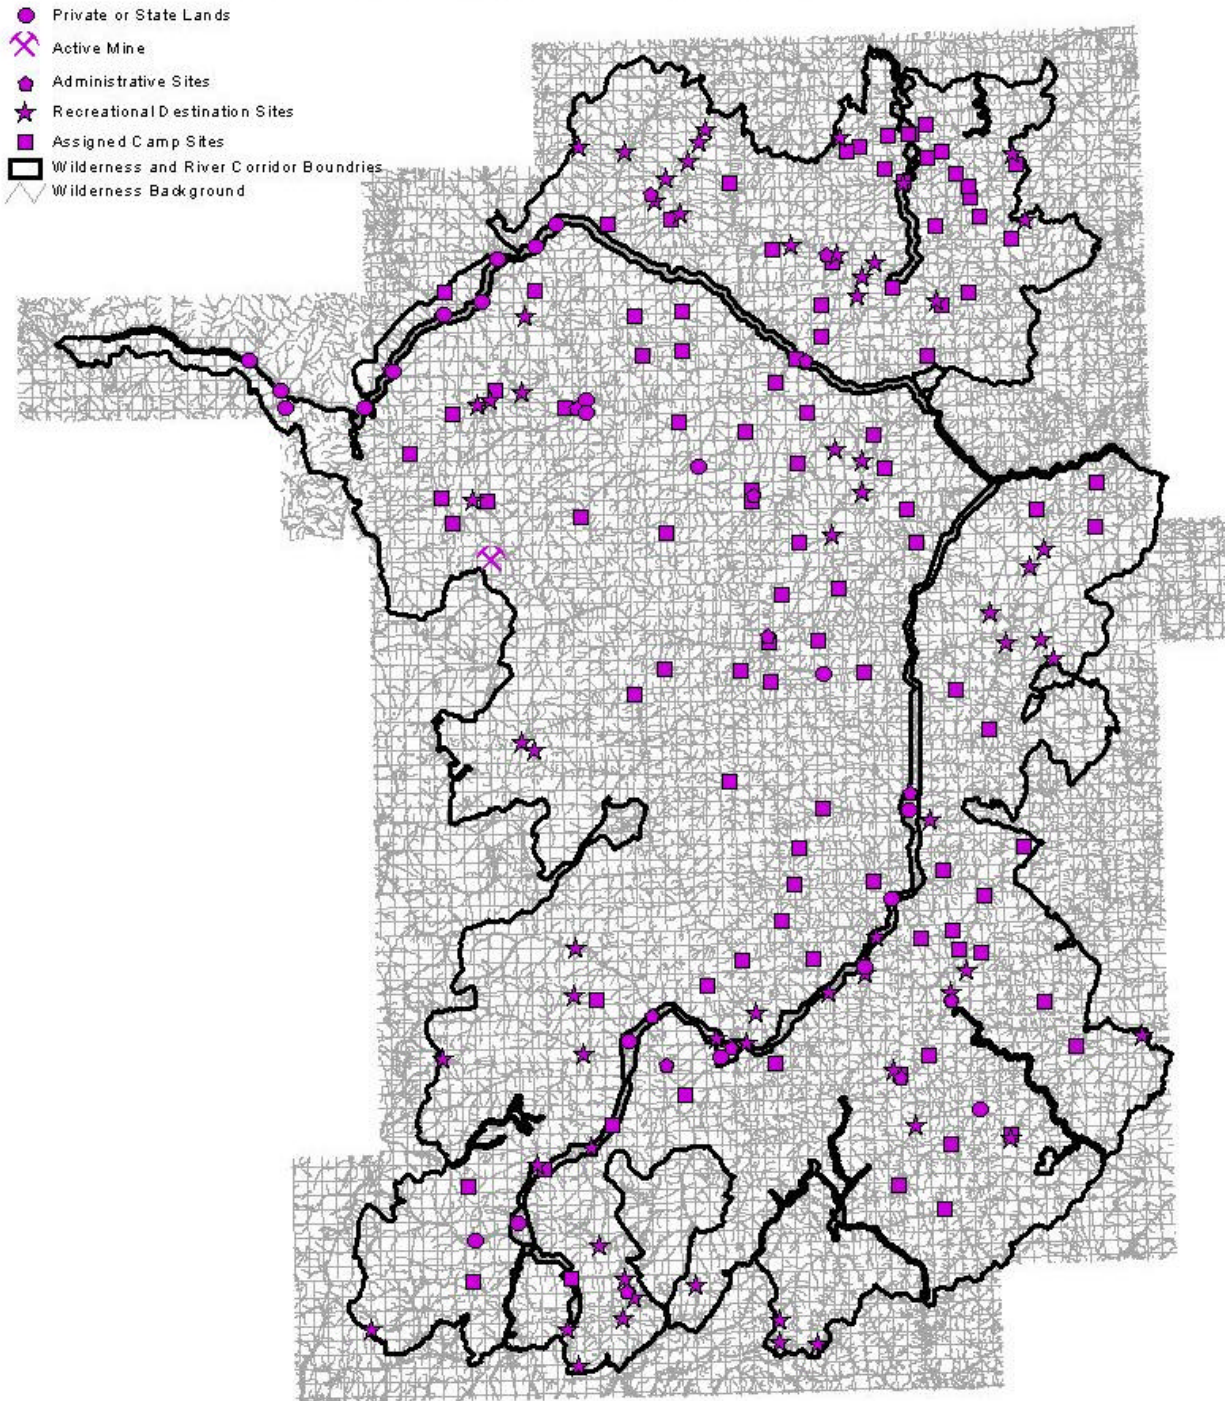 Private or State Lands
Active Mine
Administrative Sites
Recreational Destination Sites
Assigned Camp Sites
Wilderness and River Corridor Boundries
Wilderness Background